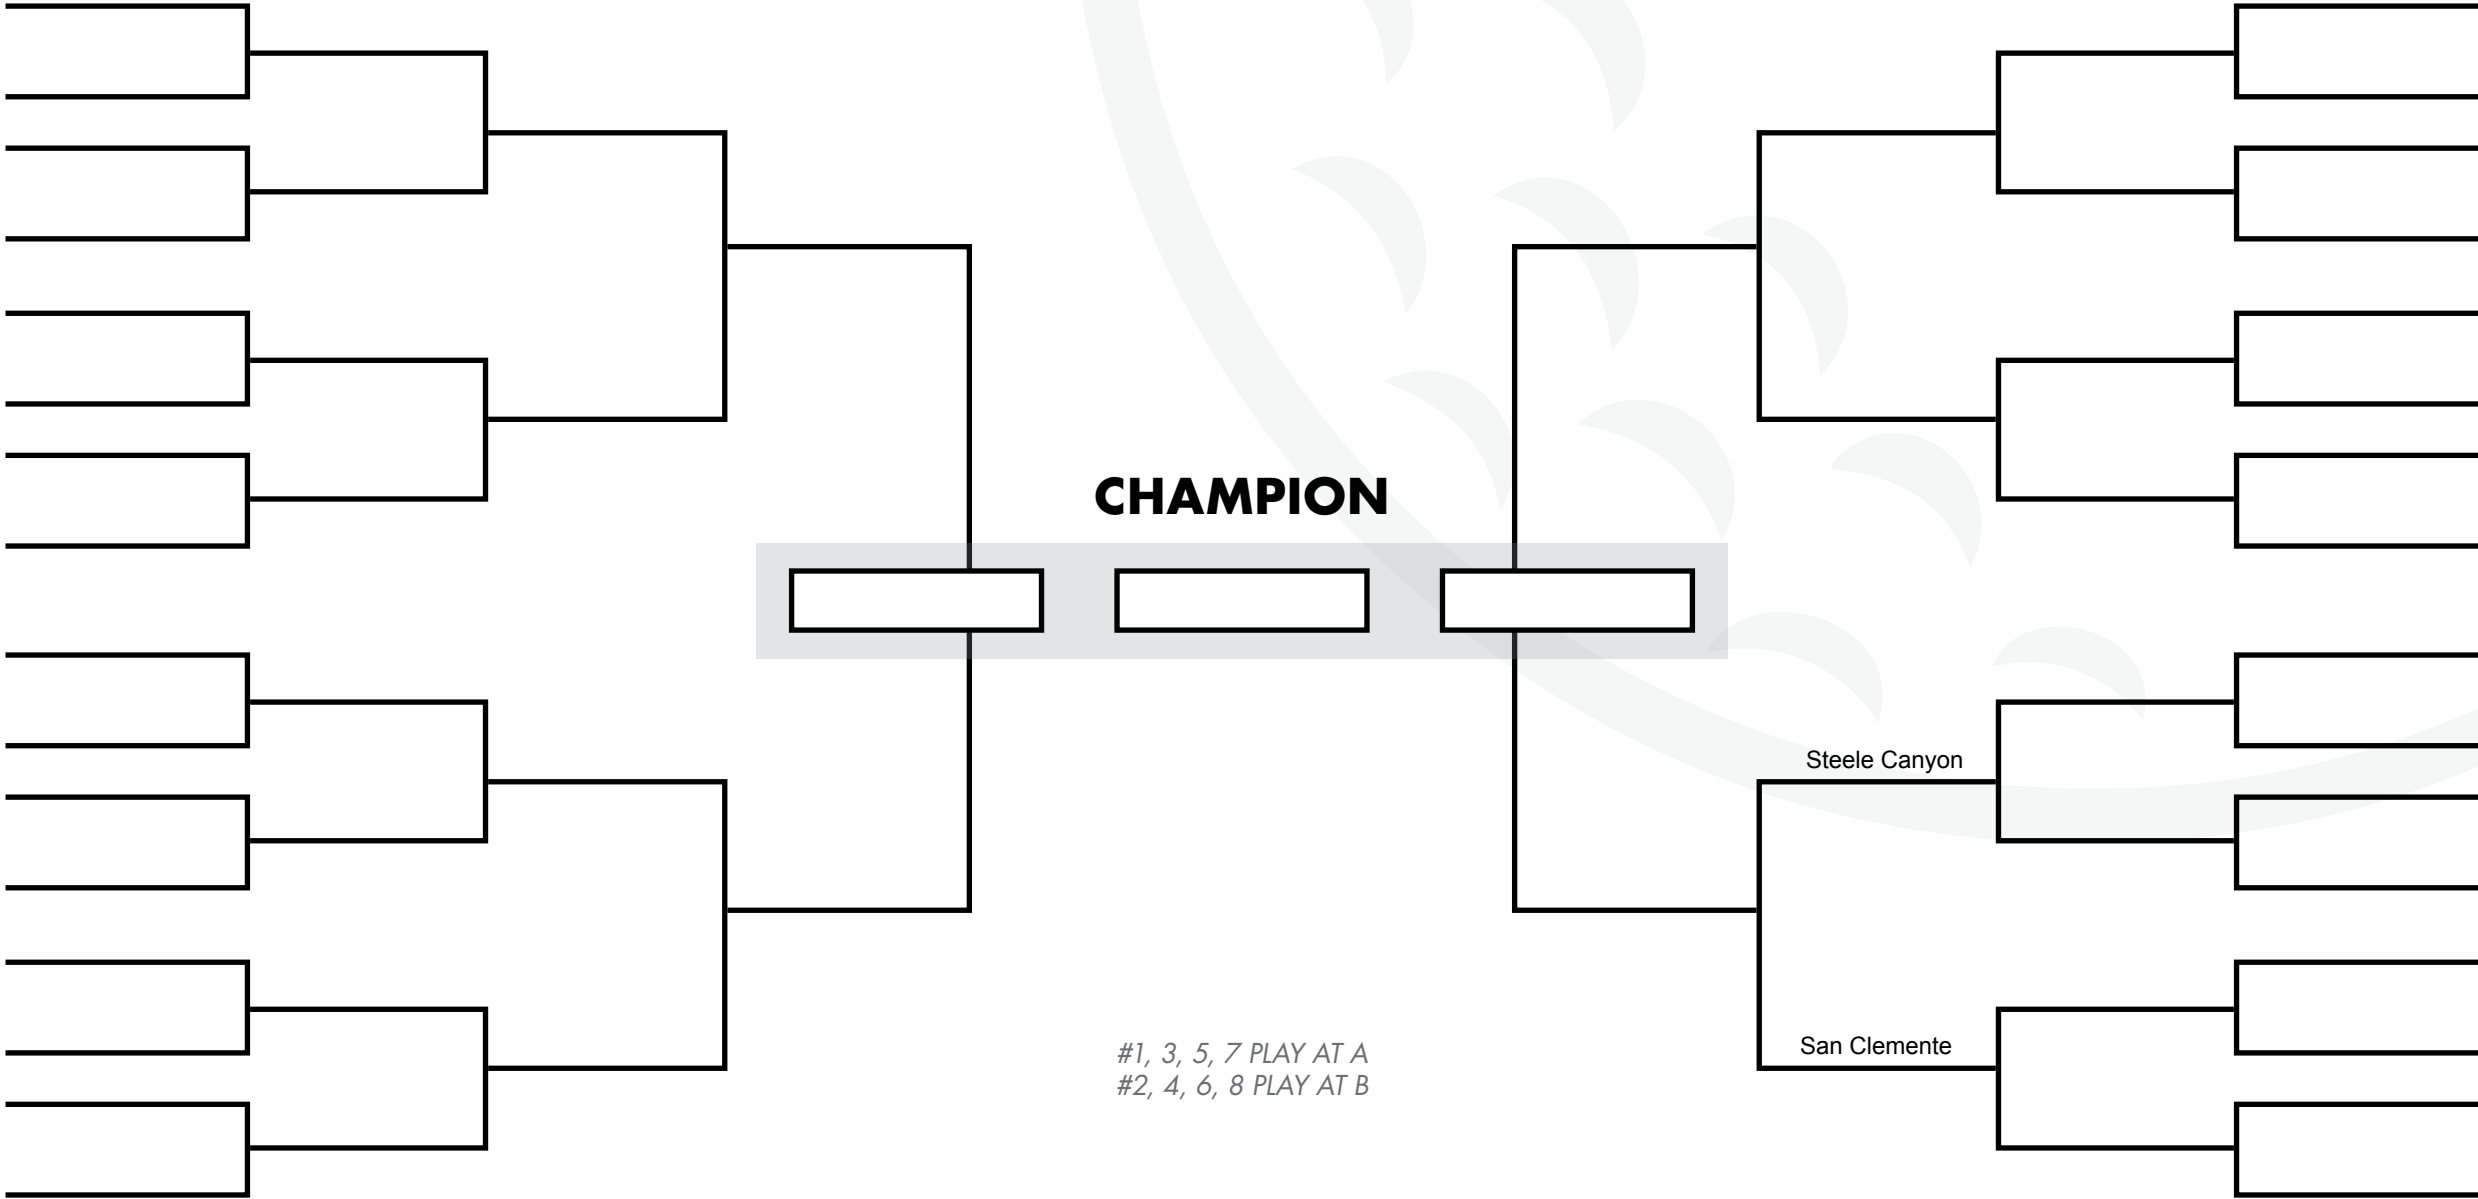 CHAMPION
Steele Canyon
San Clemente
#1, 3, 5, 7 PLAY AT A
#2, 4, 6, 8 PLAY AT B